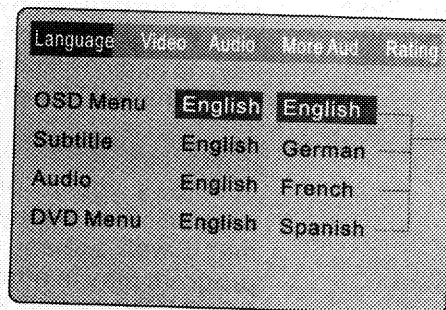 Language Video Audio More Aud Rating
OSD Menu English English
Subtitle English German
Audio English French
DVD Menu English Spanish